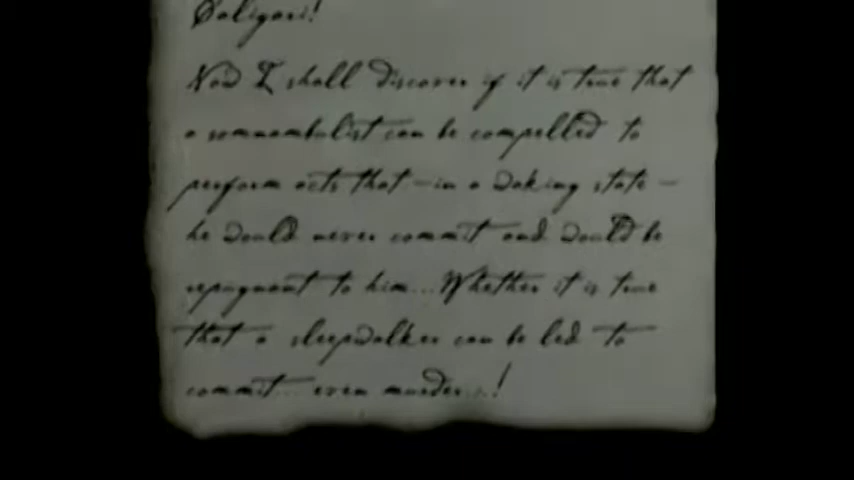 Caligari!
Now I shall discover if it is true that
a somnambulist can be compelled to
perform acts that – in a waking state –
he would never commit and would be
repugnant to him... Whether it is true
that a sleepwalker can be led to
commit... even murder...!